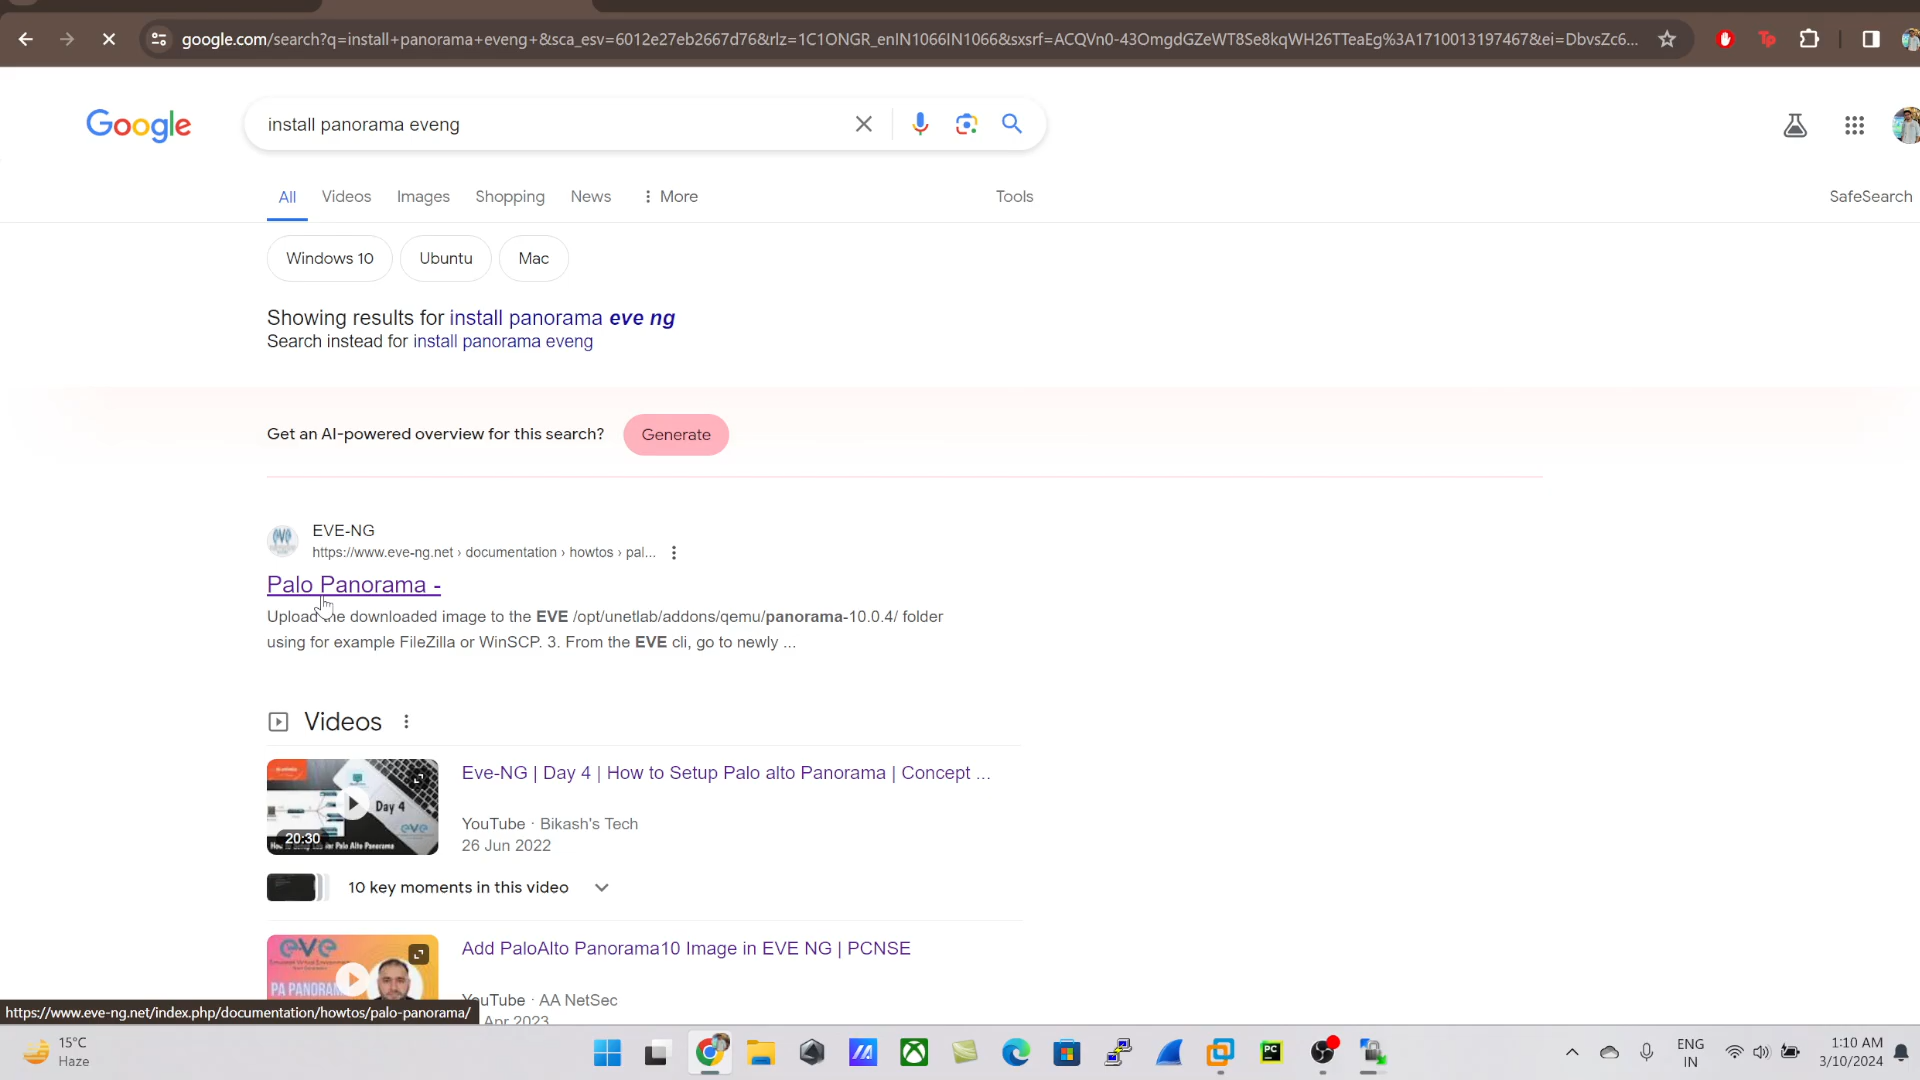 google.com/search?q=install+panorama+eveng+&sca_esv=6012e27eb2667d76&rlz=1C1ONGR_enIN1066IN1066&sxsrf=ACQVn0-43OmgdGZeWT8Se8kqWH26TTeaEg%3A1710013197467&ei=DbvsZc6...
Google
install panorama eveng
All Videos Images Shopping News More Tools SafeSearch
Windows 10 Ubuntu Mac
Showing results for install panorama eve ng
Search instead for install panorama eveng
Get an AI-powered overview for this search? Generate
EVE-NG
https://www.eve-ng.net › documentation › howtos › pal...
Palo Panorama -
Upload the downloaded image to the EVE /opt/unetlab/addons/qemu/panorama-10.0.4/ folder
using for example FileZilla or WinSCP. 3. From the EVE cli, go to newly ...
Videos
Eve-NG | Day 4 | How to Setup Palo alto Panorama | Concept ...
Day 4
eve
20:30
YouTube · Bikash's Tech
26 Jun 2022
10 key moments in this video
Add PaloAlto Panorama10 Image in EVE NG | PCNSE
eve
PA PANORAM
YouTube · AA NetSec
Apr 2023
https://www.eve-ng.net/index.php/documentation/howtos/palo-panorama/
15°C
Haze
PC
ENG
IN
1:10 AM
3/10/2024